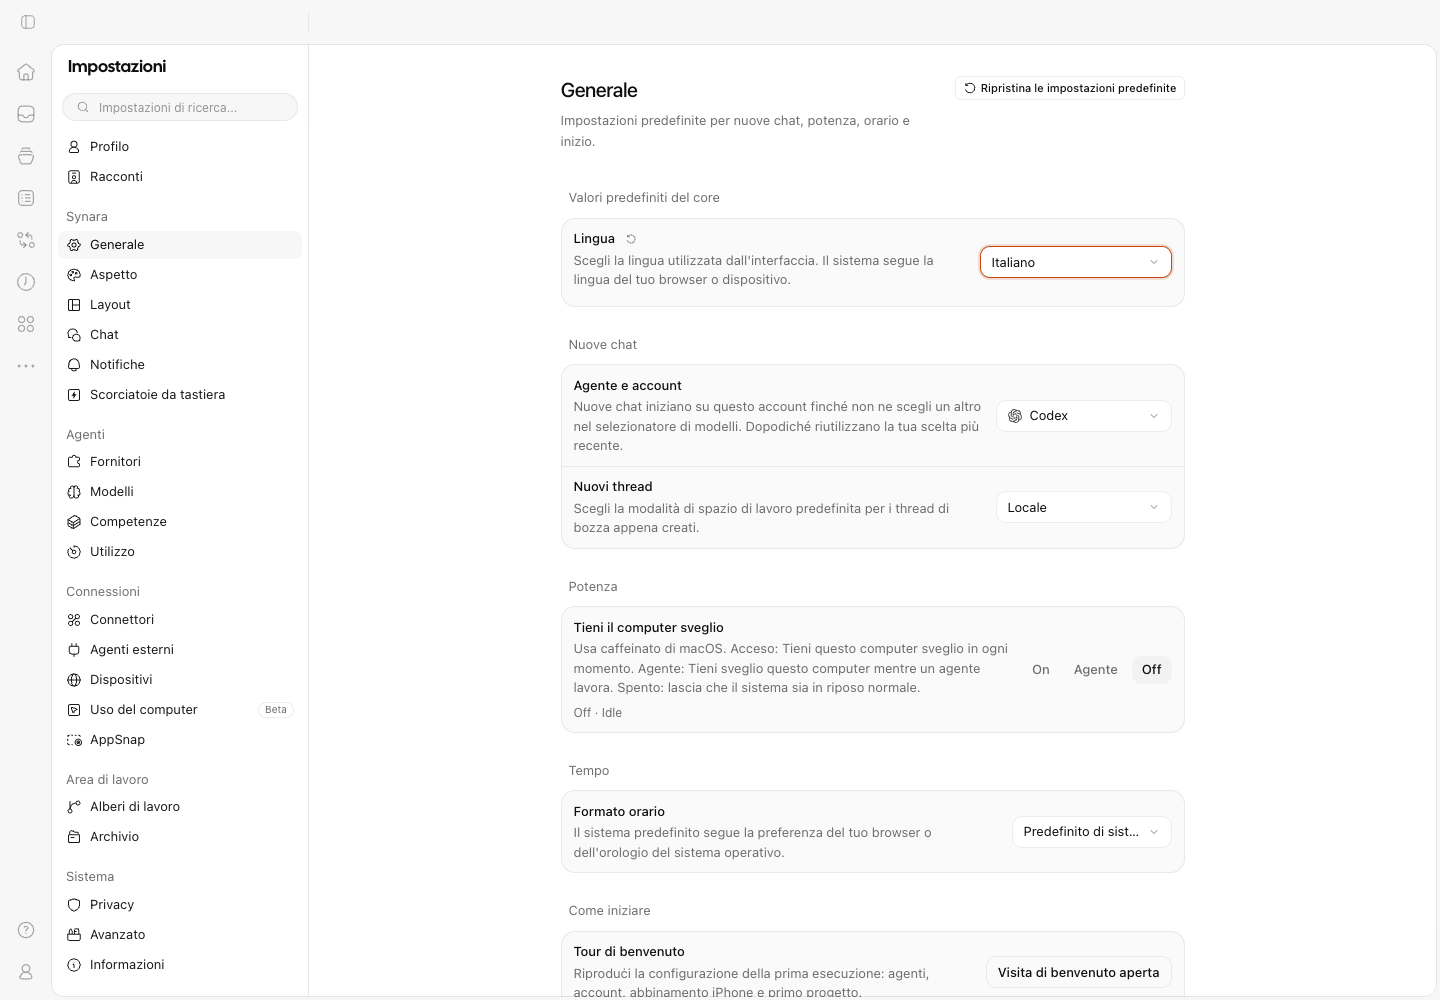 Impostazioni
Impostazioni di ricerca...
Profilo
Racconti
Synara
Generale
Aspetto
Layout
Chat
Notifiche
Scorciatoie da tastiera
Agenti
Fornitori
Modelli
Competenze
Utilizzo
Connessioni
Connettori
Agenti esterni
Dispositivi
Uso del computer
Beta
AppSnap
Area di lavoro
Alberi di lavoro
Archivio
Sistema
Privacy
Avanzato
Informazioni
Generale
Ripristina le impostazioni predefinite
Impostazioni predefinite per nuove chat, potenza, orario e
inizio.
Valori predefiniti del core
Lingua
Scegli la lingua utilizzata dall'interfaccia. Il sistema segue la
lingua del tuo browser o dispositivo.
Italiano
Nuove chat
Agente e account
Nuove chat iniziano su questo account finché non ne scegli un altro
nel selezionatore di modelli. Dopodiché riutilizzano la tua scelta più
recente.
Codex
Nuovi thread
Scegli la modalità di spazio di lavoro predefinita per i thread di
bozza appena creati.
Locale
Potenza
Tieni il computer sveglio
Usa caffeinato di macOS. Acceso: Tieni questo computer sveglio in ogni
momento. Agente: Tieni sveglio questo computer mentre un agente
lavora. Spento: lascia che il sistema sia in riposo normale.
Off · Idle
On
Agente
Off
Tempo
Formato orario
Il sistema predefinito segue la preferenza del tuo browser o
dell'orologio del sistema operativo.
Predefinito di sist...
Come iniziare
Tour di benvenuto
Riproduci la configurazione della prima esecuzione: agenti,
account, abbinamento iPhone e primo progetto.
Visita di benvenuto aperta